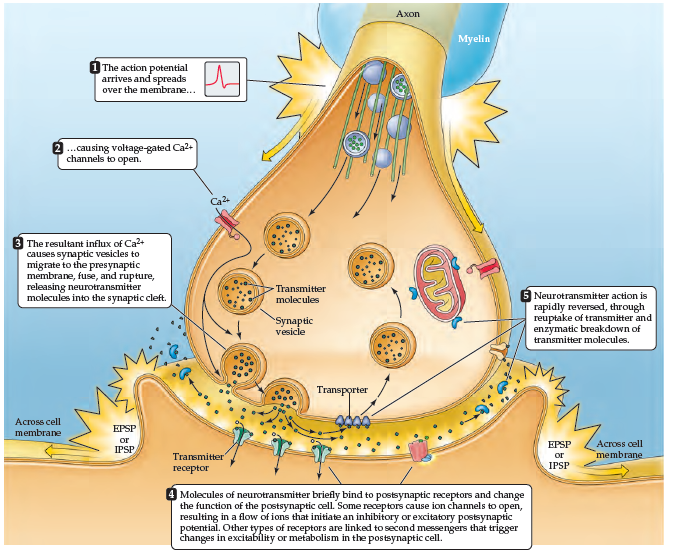 Axon
Myelin
1 The action potential
arrives and spreads
over the membrane…
2 …causing voltage-gated Ca2+
channels to open.
Ca2+
3 The resultant influx of Ca2+
causes synaptic vesicles to
migrate to the presynaptic
membrane, fuse, and rupture,
releasing neurotransmitter
molecules into the synaptic cleft.
Transmitter
molecules
Synaptic
vesicle
5 Neurotransmitter action is
rapidly reversed, through
reuptake of transmitter and
enzymatic breakdown of
transmitter molecules.
Transporter
Across cell
membrane
EPSP
or
IPSP
Transmitter
receptor
EPSP
or
IPSP
Across cell
membrane
4 Molecules of neurotransmitter briefly bind to postsynaptic receptors and change
the function of the postsynaptic cell. Some receptors cause ion channels to open,
resulting in a flow of ions that initiate an inhibitory or excitatory postsynaptic
potential. Other types of receptors are linked to second messengers that trigger
changes in excitability or metabolism in the postsynaptic cell.